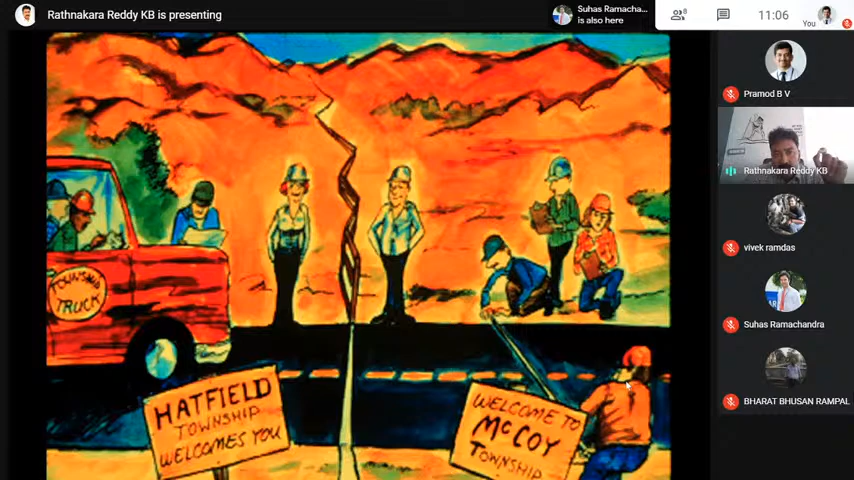 Rathnakara Reddy KB is presenting
Suhas Ramacha...
is also here
8
11:06
You
Pramod B V
Rathnakara Reddy KB
vivek ramdas
Suhas Ramachandra
BHARAT BHUSAN RAMPAL
TOWNSHIP
TRUCK
HATFIELD
TOWNSHIP
WELCOMES YOU
WELCOME TO
McCOY
TOWNSHIP